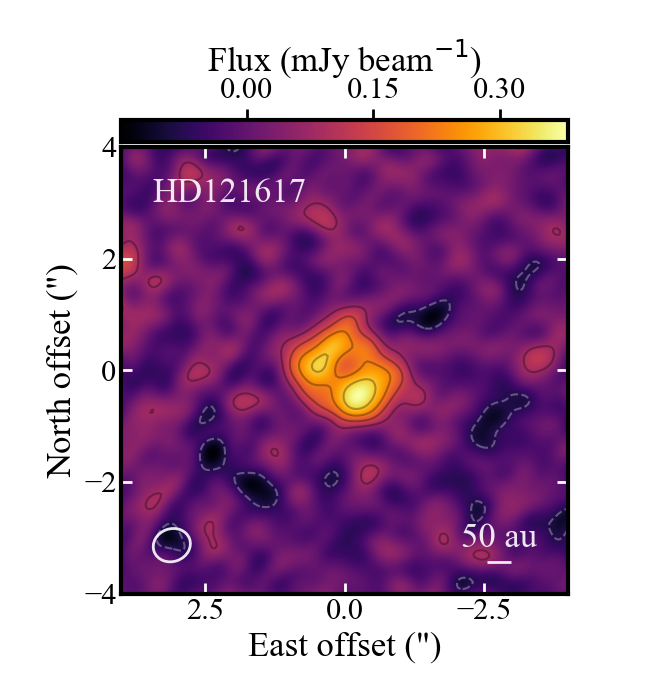 Flux (mJy beam⁻¹)
0.00 0.15 0.30
HD121617
4
2
0
−2
−4
North offset (")
50 au
2.5 0.0 −2.5
East offset (")